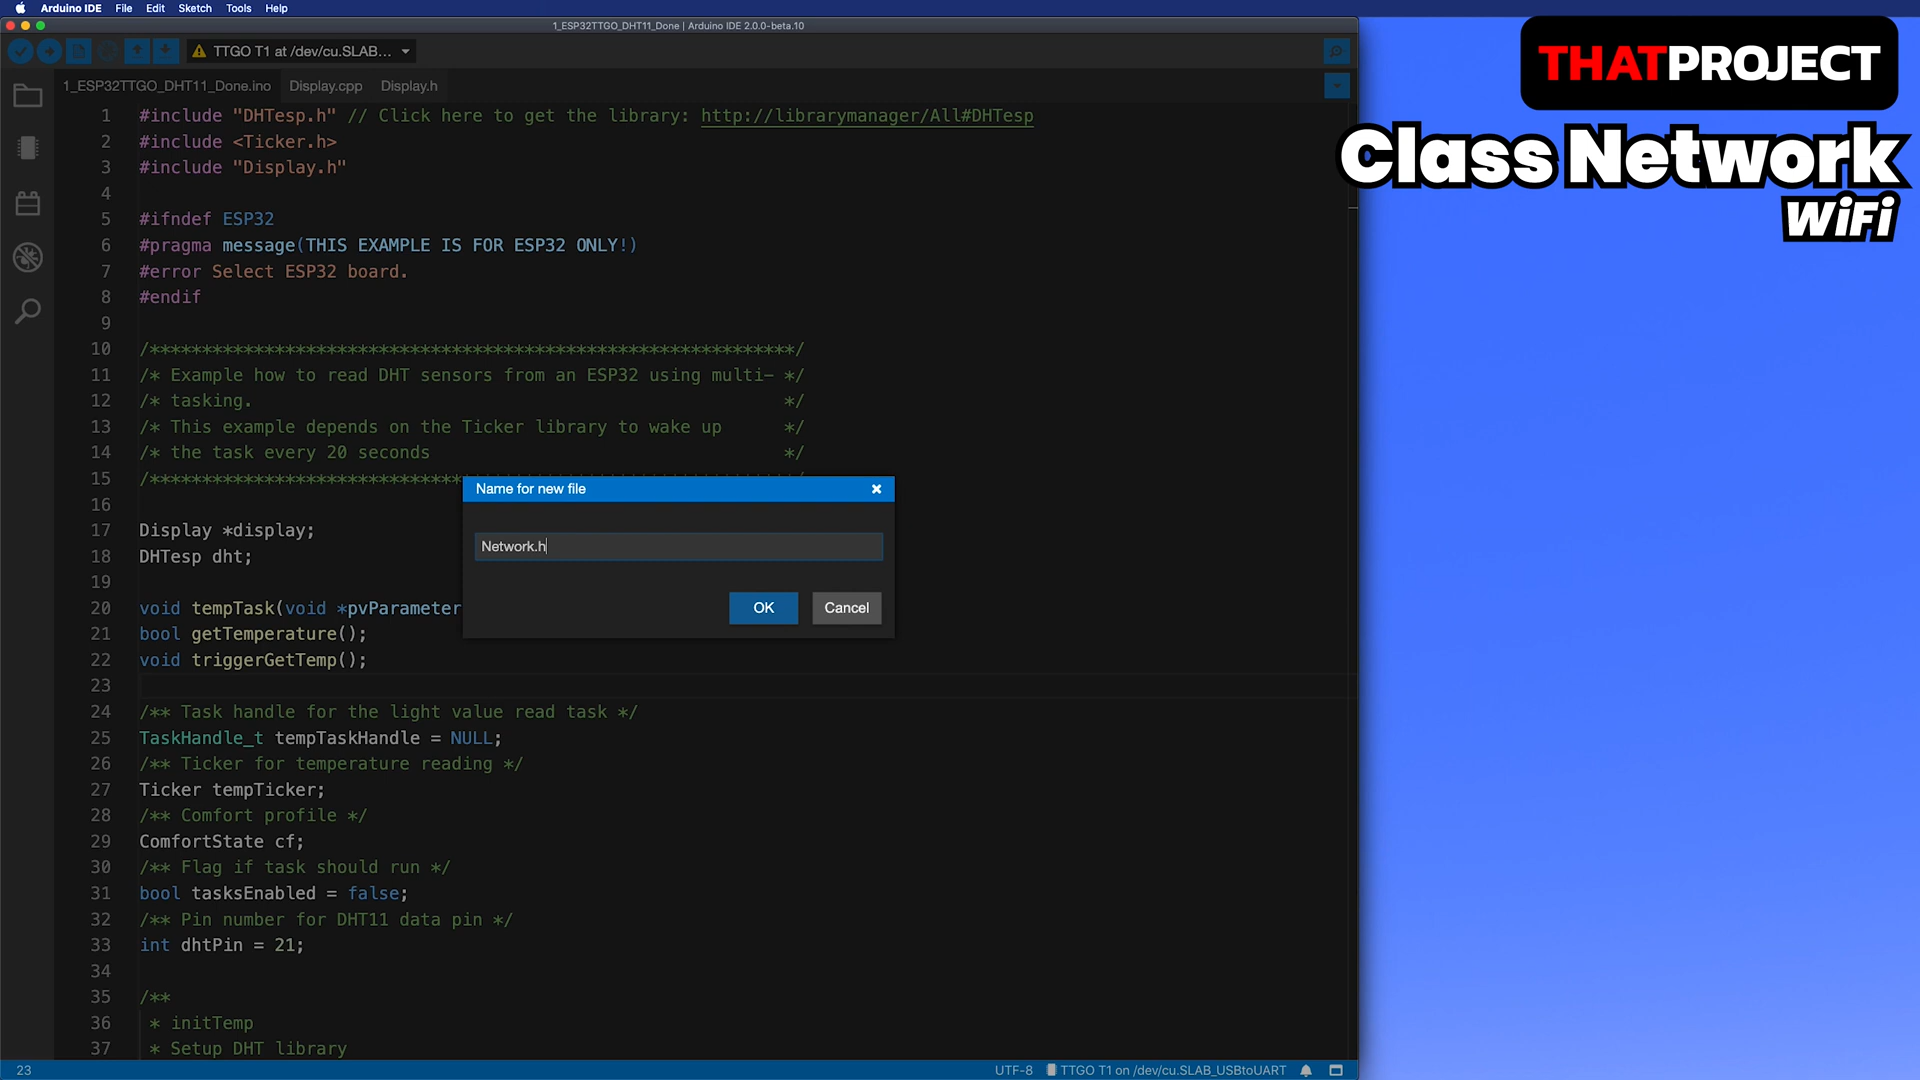 Arduino IDE File Edit Sketch Tools Help
1_ESP32TTGO_DHT11_Done | Arduino IDE 2.0.0-beta.10
TTGO T1 at /dev/cu.SLAB...
1_ESP32TTGO_DHT11_Done.ino Display.cpp Display.h
THATPROJECT
Class Network
WiFi
1 #include "DHTesp.h" // Click here to get the library: http://librarymanager/All#DHTesp
2 #include <Ticker.h>
3 #include "Display.h"
4
5 #ifndef ESP32
6 #pragma message(THIS EXAMPLE IS FOR ESP32 ONLY!)
7 #error Select ESP32 board.
8 #endif
9
10 /**************************************************************/
11 /* Example how to read DHT sensors from an ESP32 using multi- */
12 /* tasking. */
13 /* This example depends on the Ticker library to wake up */
14 /* the task every 20 seconds */
15 /**************************************************************/
16
17 Display *display;
18 DHTesp dht;
19
20 void tempTask(void *pvParameter
21 bool getTemperature();
22 void triggerGetTemp();
23
24 /** Task handle for the light value read task */
25 TaskHandle_t tempTaskHandle = NULL;
26 /** Ticker for temperature reading */
27 Ticker tempTicker;
28 /** Comfort profile */
29 ComfortState cf;
30 /** Flag if task should run */
31 bool tasksEnabled = false;
32 /** Pin number for DHT11 data pin */
33 int dhtPin = 21;
34
35 /**
36 * initTemp
37 * Setup DHT library
Name for new file
Network.h
OK Cancel
23 UTF-8 TTGO T1 on /dev/cu.SLAB_USBtoUART